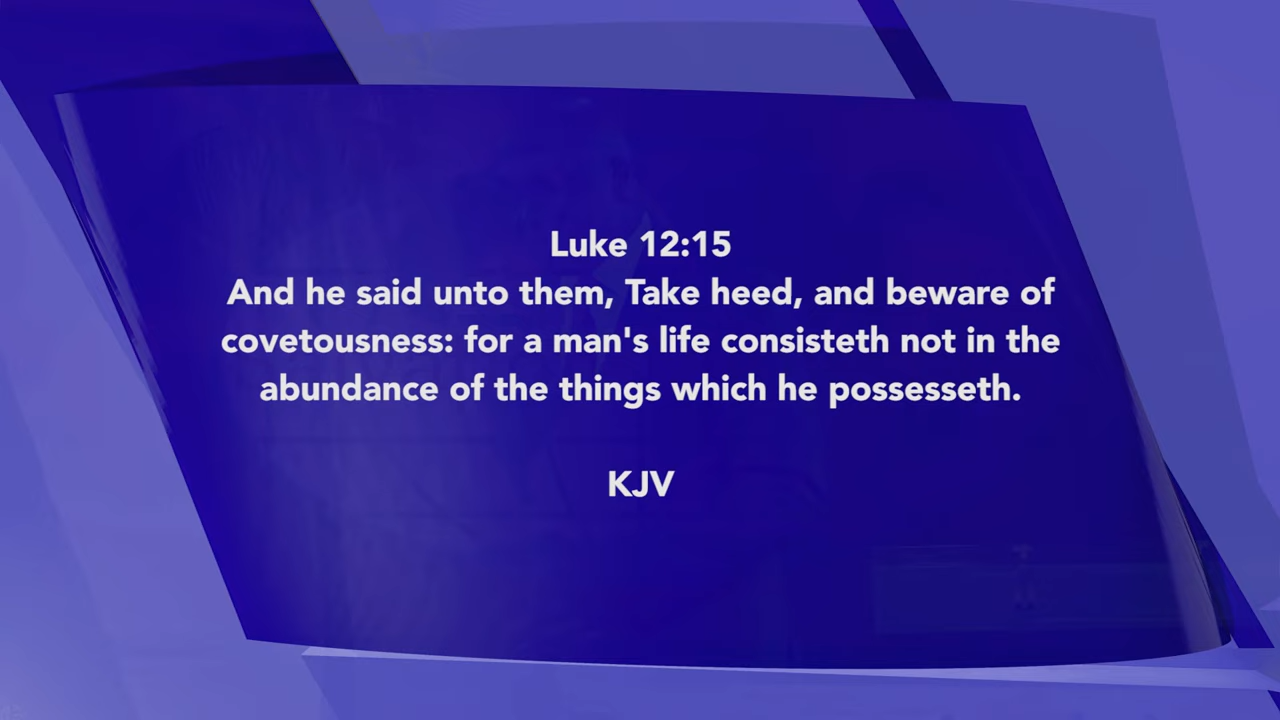 Luke 12:15
And he said unto them, Take heed, and beware of
covetousness: for a man's life consisteth not in the
abundance of the things which he possesseth.
KJV